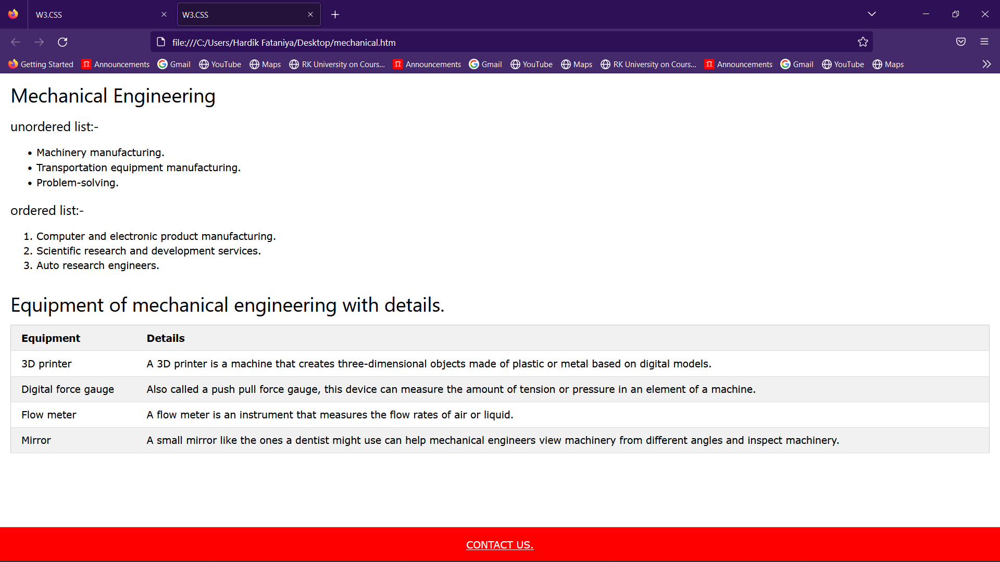 W3.CSS W3.CSS
file:///C:/Users/Hardik Fataniya/Desktop/mechanical.htm
Getting Started Announcements Gmail YouTube Maps RK University on Cours... Announcements Gmail YouTube Maps RK University on Cours... Announcements Gmail YouTube Maps
Mechanical Engineering
unordered list:-
• Machinery manufacturing.
• Transportation equipment manufacturing.
• Problem-solving.
ordered list:-
1. Computer and electronic product manufacturing.
2. Scientific research and development services.
3. Auto research engineers.
Equipment of mechanical engineering with details.
Equipment Details
3D printer A 3D printer is a machine that creates three-dimensional objects made of plastic or metal based on digital models.
Digital force gauge Also called a push pull force gauge, this device can measure the amount of tension or pressure in an element of a machine.
Flow meter A flow meter is an instrument that measures the flow rates of air or liquid.
Mirror A small mirror like the ones a dentist might use can help mechanical engineers view machinery from different angles and inspect machinery.
CONTACT US.